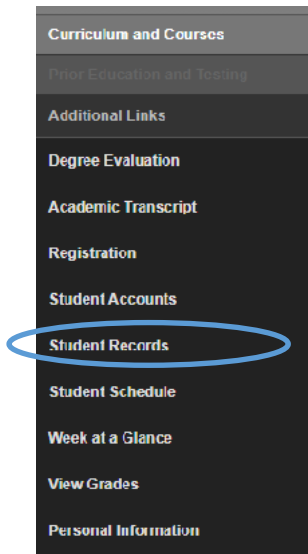 Curriculum and Courses
Prior Education and Testing
Additional Links
Degree Evaluation
Academic Transcript
Registration
Student Accounts
Student Records
Student Schedule
Week at a Glance
View Grades
Personal Information